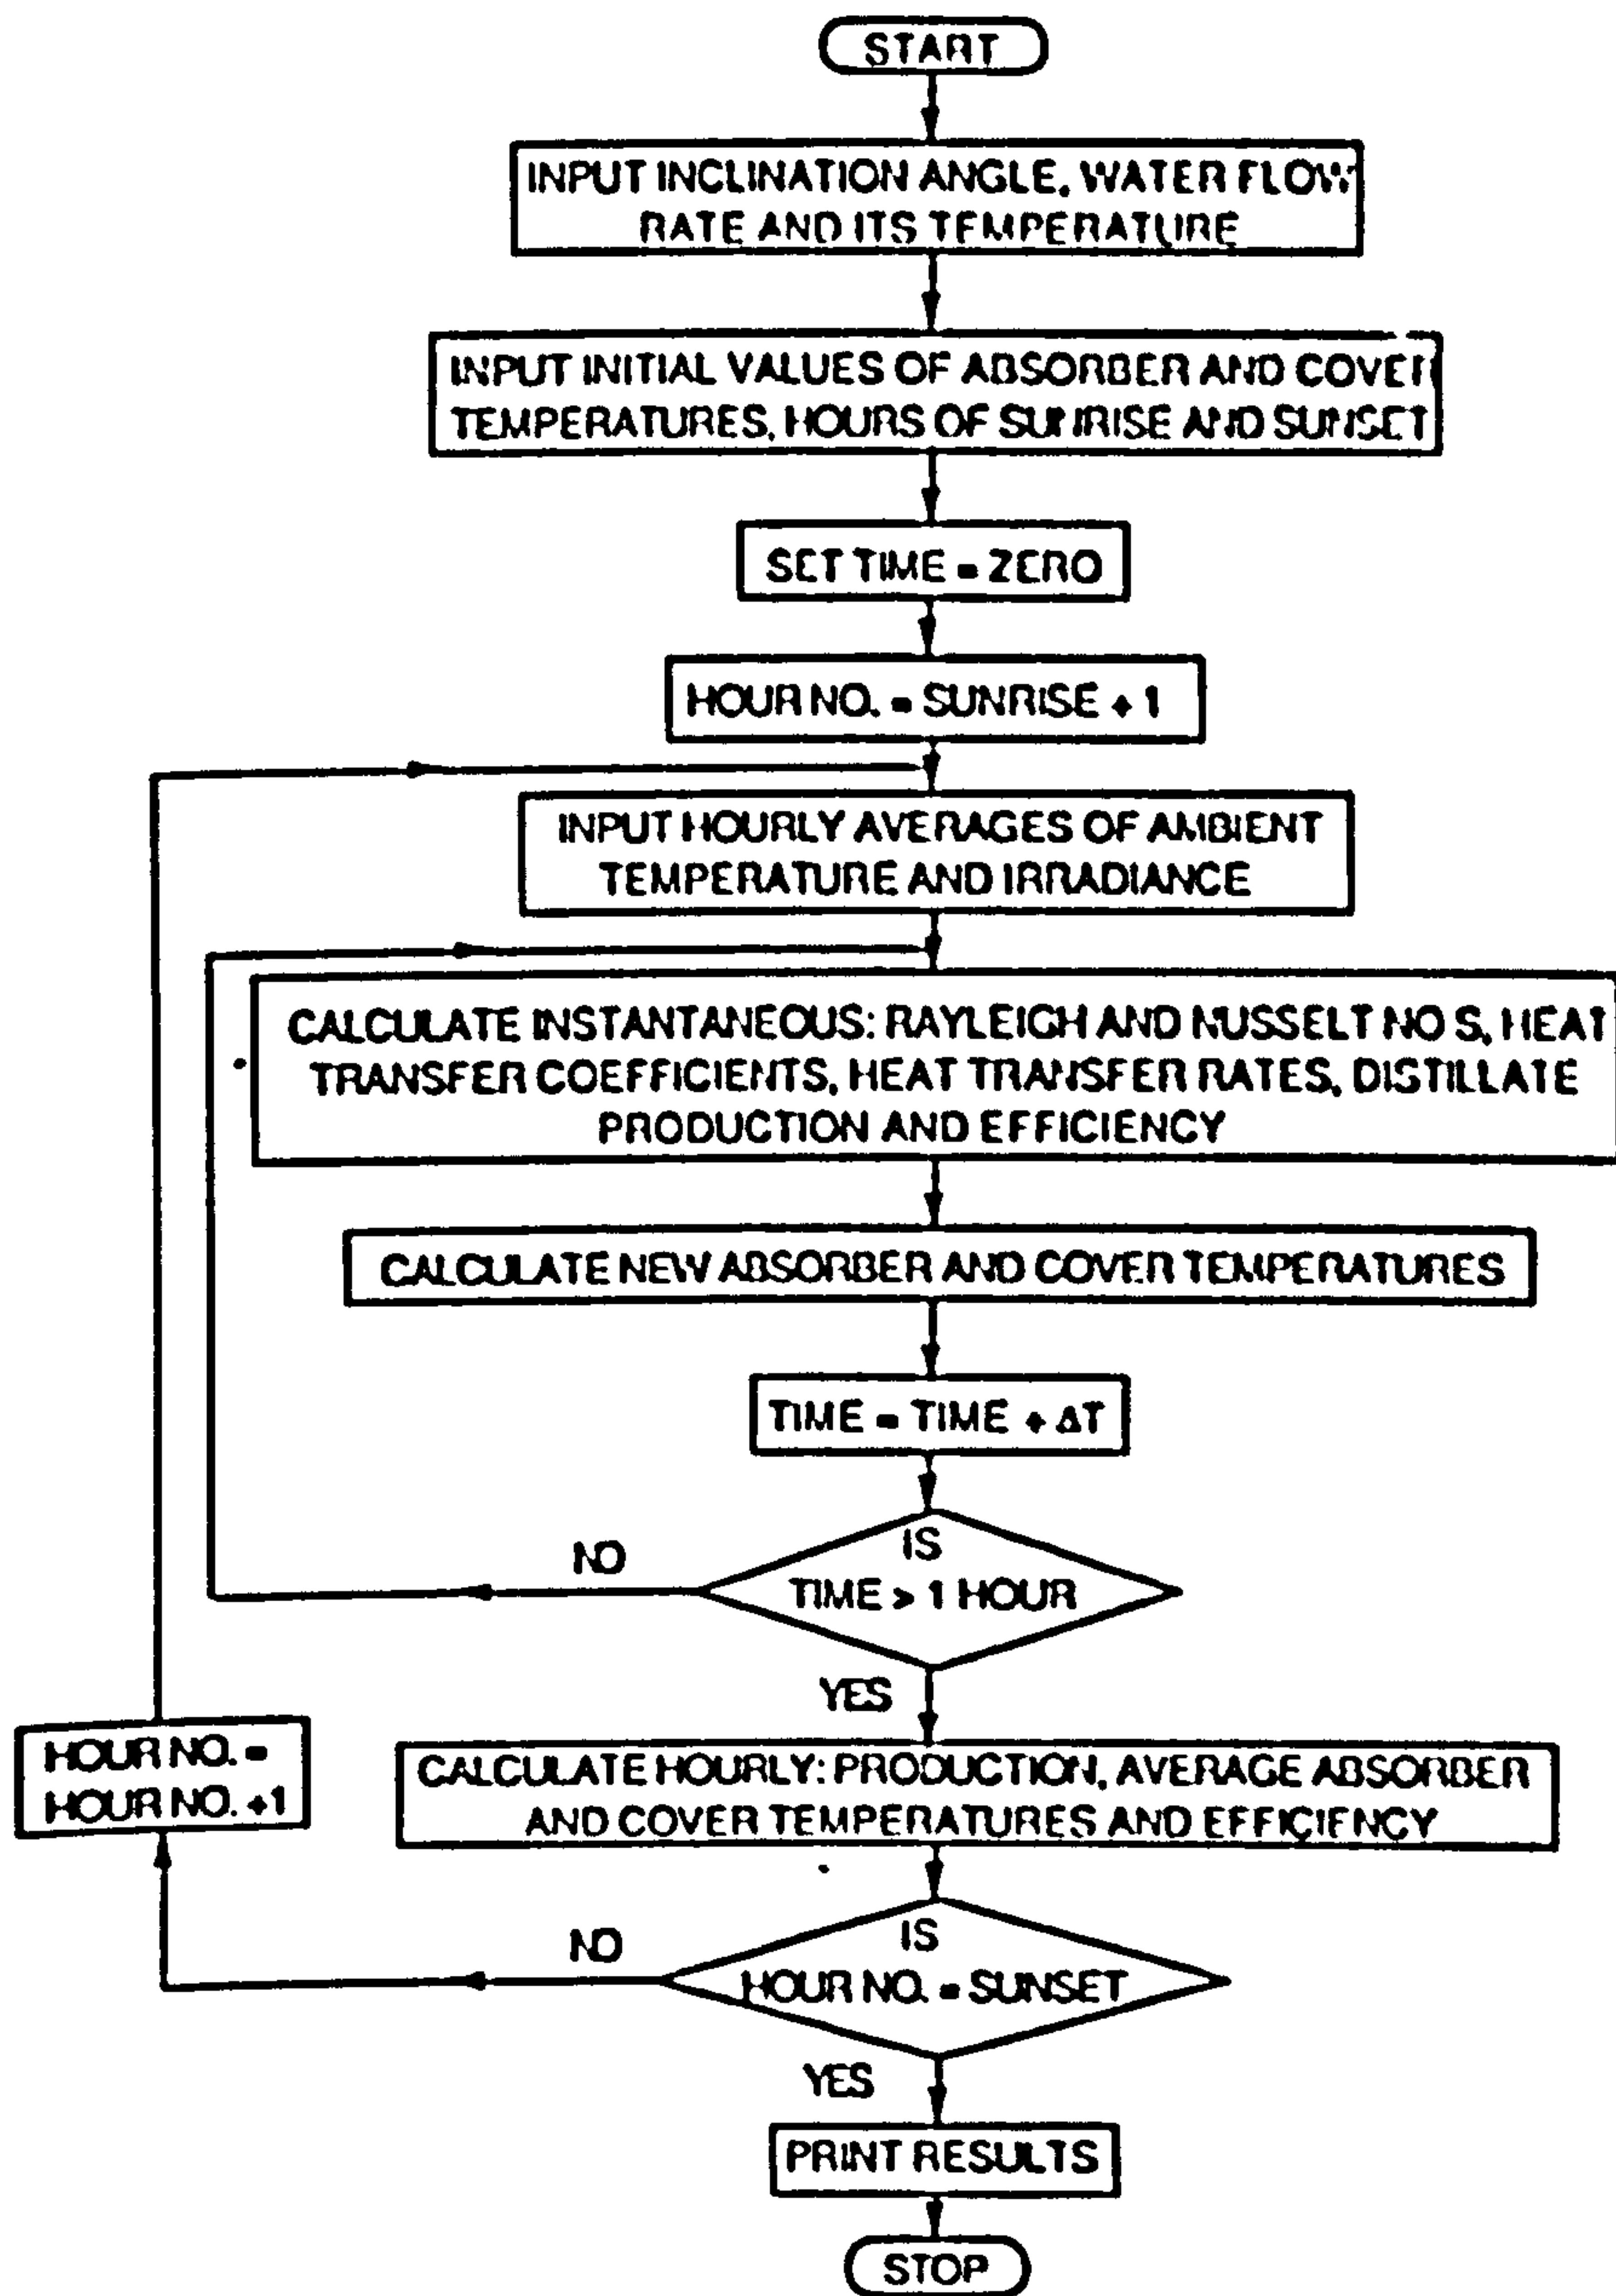 START
INPUT INCLINATION ANGLE, WATER FLOW
RATE AND ITS TEMPERATURE
INPUT INITIAL VALUES OF ABSORBER AND COVER
TEMPERATURES, HOURS OF SUNRISE AND SUNSET
SET TIME = ZERO
HOUR NO. = SUNRISE + 1
INPUT HOURLY AVERAGES OF AMBIENT
TEMPERATURE AND IRRADIANCE
CALCULATE INSTANTANEOUS: RAYLEIGH AND NUSSELT NO S, HEAT
TRANSFER COEFFICIENTS, HEAT TRANSFER RATES, DISTILLATE
PRODUCTION AND EFFICIENCY
CALCULATE NEW ABSORBER AND COVER TEMPERATURES
TIME = TIME + ΔT
IS
TIME > 1 HOUR
NO
YES
HOUR NO. =
HOUR NO. +1
CALCULATE HOURLY: PRODUCTION, AVERAGE ABSORBER
AND COVER TEMPERATURES AND EFFICIENCY
IS
HOUR NO. = SUNSET
NO
YES
PRINT RESULTS
STOP